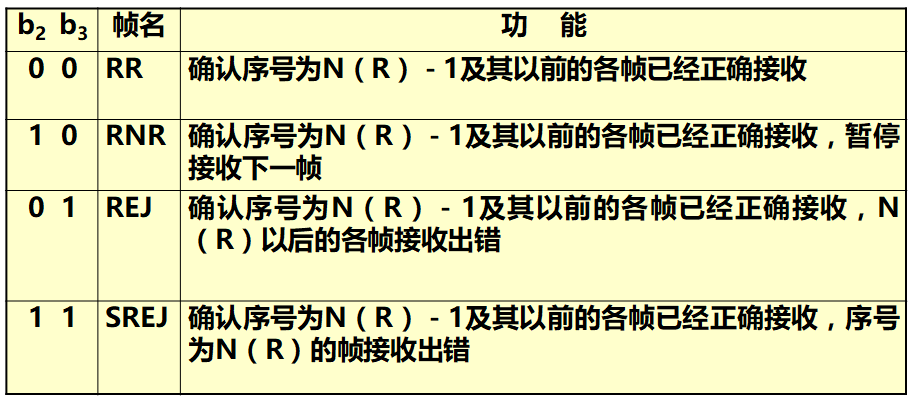 b2 b3 帧名 功 能
0 0 RR 确认序号为N（R）-1及其以前的各帧已经正确接收
1 0 RNR 确认序号为N（R）-1及其以前的各帧已经正确接收，暂停
接收下一帧
0 1 REJ 确认序号为N（R）-1及其以前的各帧已经正确接收，N
（R）以后的各帧接收出错
1 1 SREJ 确认序号为N（R）-1及其以前的各帧已经正确接收，序号
为N（R）的帧接收出错